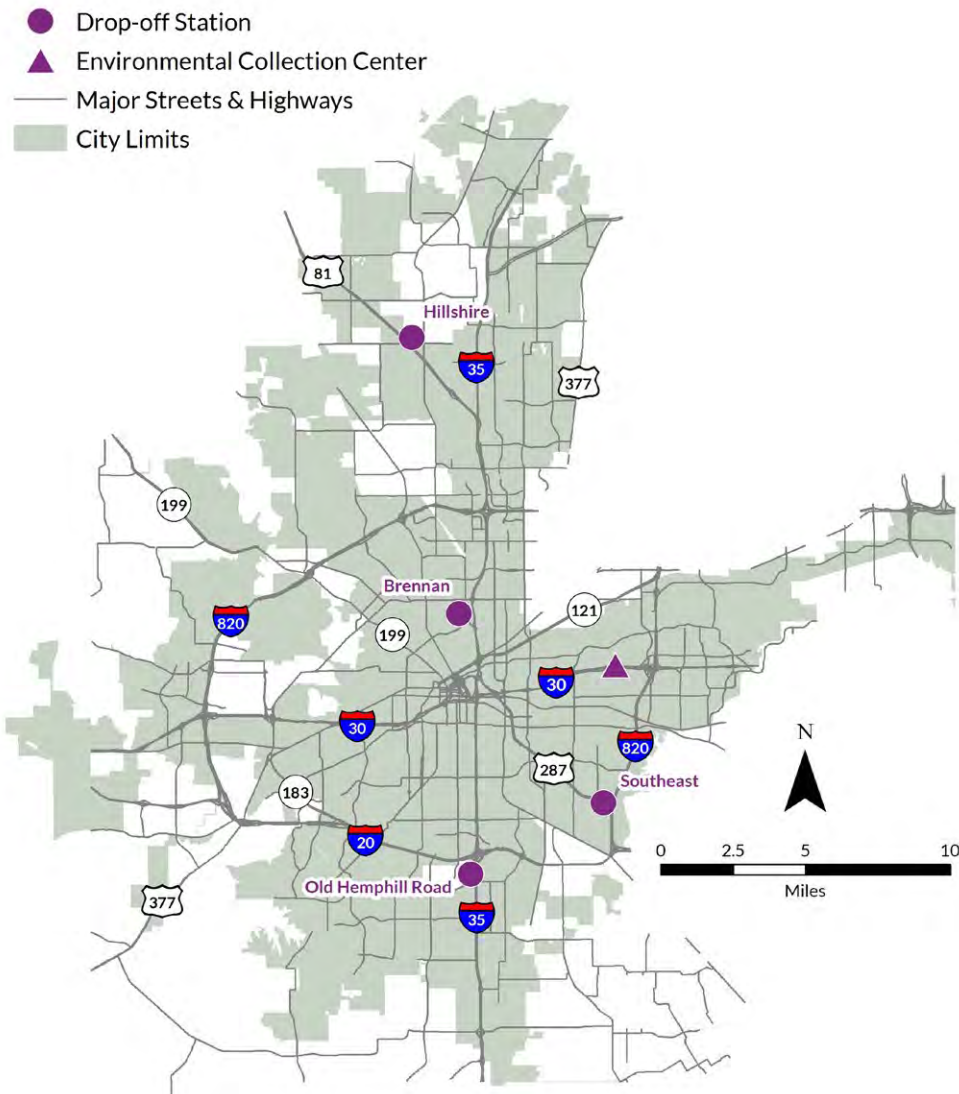 Drop-off Station
Environmental Collection Center
Major Streets & Highways
City Limits
81
Hillshire
35
377
199
Brennan
820
199
121
30
30
820
287
Southeast
183
20
N
0 2.5 5 10
Miles
Old Hemphill Road
377
35